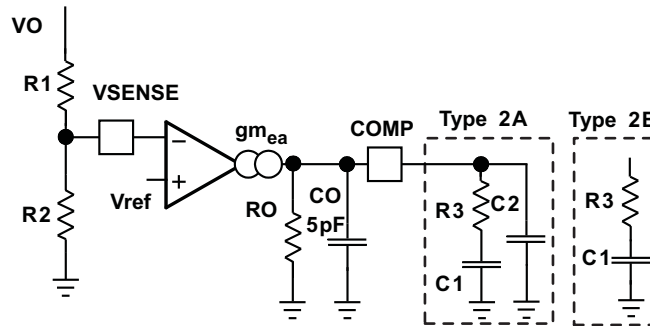 VO
R1
VSENSE
gmea
COMP
Type 2A
Type 2B
R2
Vref
RO
CO
5pF
R3
C2
C1
R3
C1